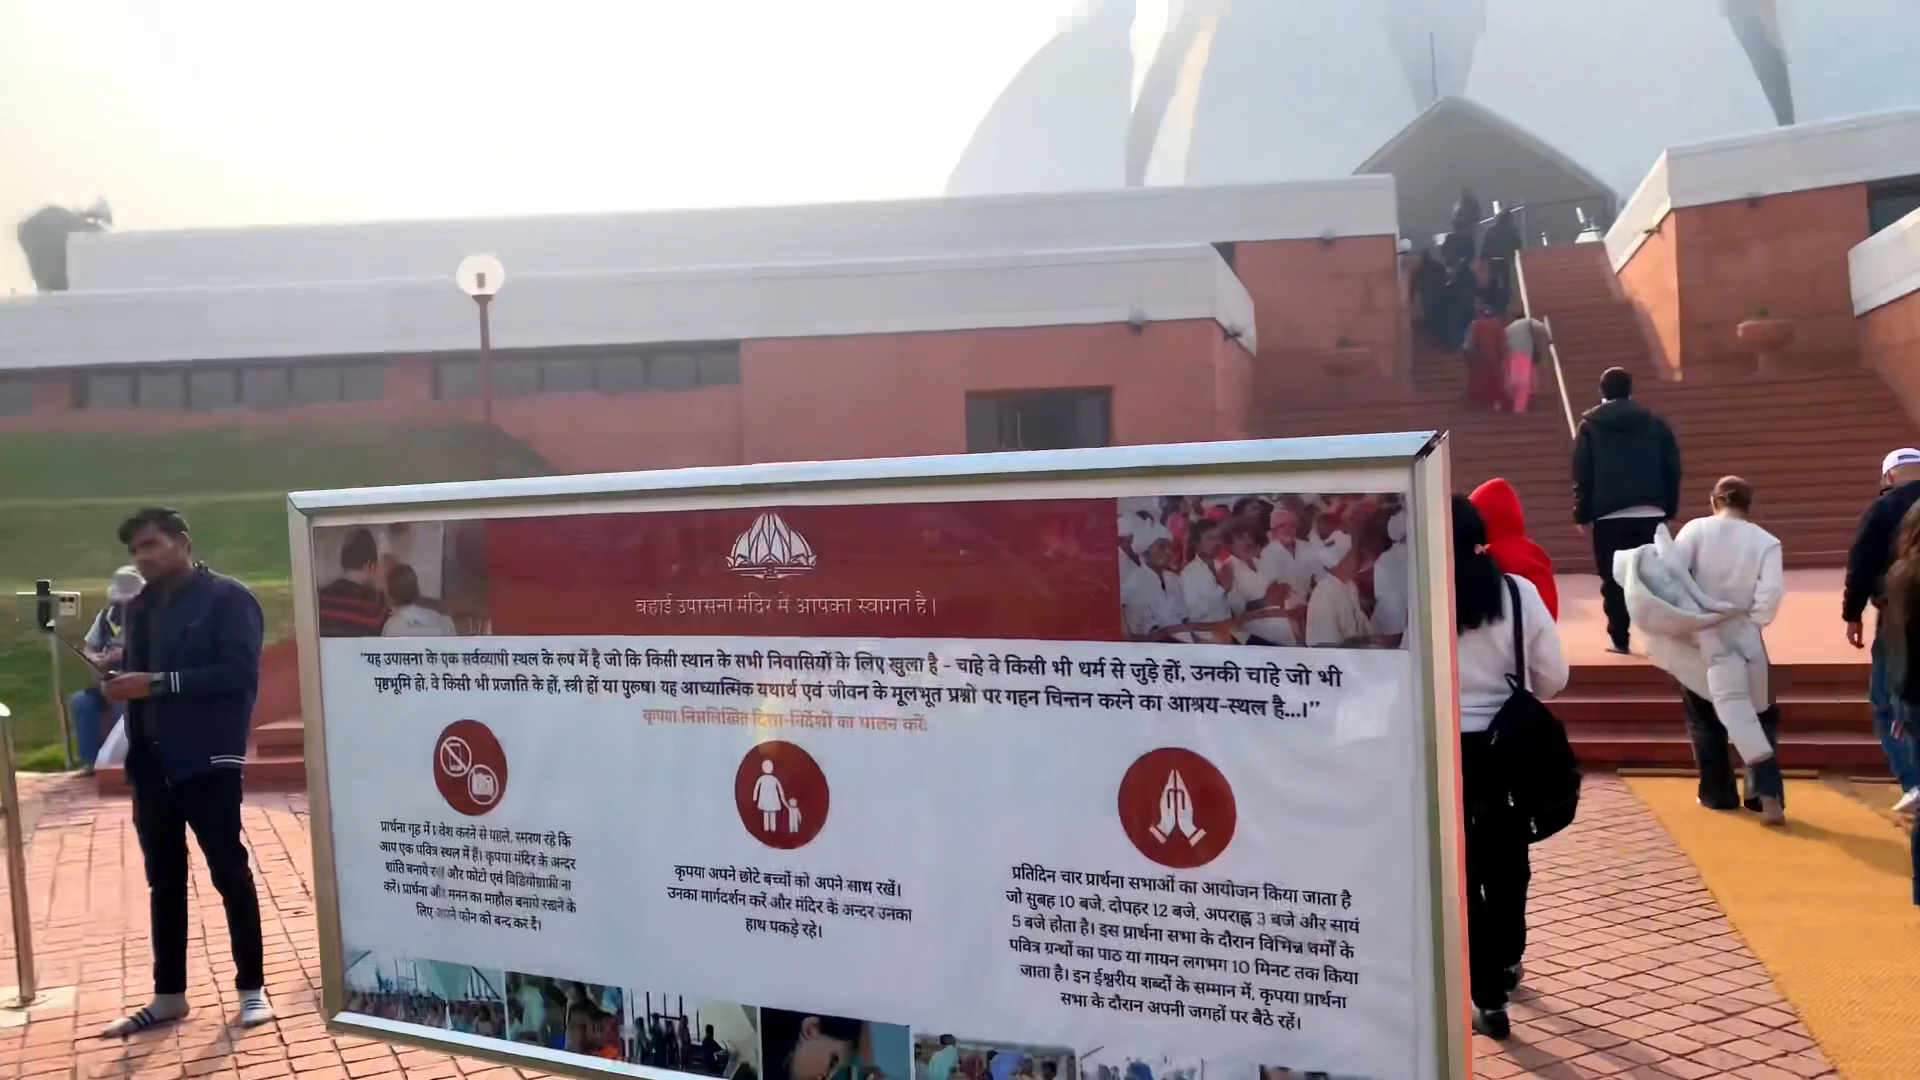 बहाई उपासना मंदिर में आपका स्वागत है।
"यह उपासना के एक सर्वव्यापी स्थल के रूप में है जो कि किसी स्थान के सभी निवासियों के लिए खुला है - चाहे वे किसी भी धर्म से जुड़े हों, उनकी चाहे जो भी
पृष्ठभूमि हो, वे किसी भी प्रजाति के हों, स्त्री हों या पुरूष। यह आध्यात्मिक यथार्थ एवं जीवन के मूलभूत प्रश्नों पर गहन चिन्तन करने का आश्रय-स्थल है...।"
कृपया निम्नलिखित दिशा-निर्देशों का पालन करें:
प्रार्थना गृह में प्रवेश करने से पहले, स्मरण रहे कि
आप एक पवित्र स्थल में हैं। कृपया मंदिर के अन्दर
शांति बनाये रखें और फोटो एवं विडियोग्राफी ना
करें। प्रार्थना और मनन का माहौल बनाये रखने के
लिए अपने फोन को बन्द कर दें।
कृपया अपने छोटे बच्चों को अपने साथ रखें।
उनका मार्गदर्शन करें और मंदिर के अन्दर उनका
हाथ पकड़े रहे।
प्रतिदिन चार प्रार्थना सभाओं का आयोजन किया जाता है
जो सुबह 10 बजे, दोपहर 12 बजे, अपराह्न 3 बजे और सायं
5 बजे होता है। इस प्रार्थना सभा के दौरान विभिन्न धर्मों के
पवित्र ग्रन्थों का पाठ या गायन लगभग 10 मिनट तक किया
जाता है। इन ईश्वरीय शब्दों के सम्मान में, कृपया प्रार्थना
सभा के दौरान अपनी जगहों पर बैठे रहें।